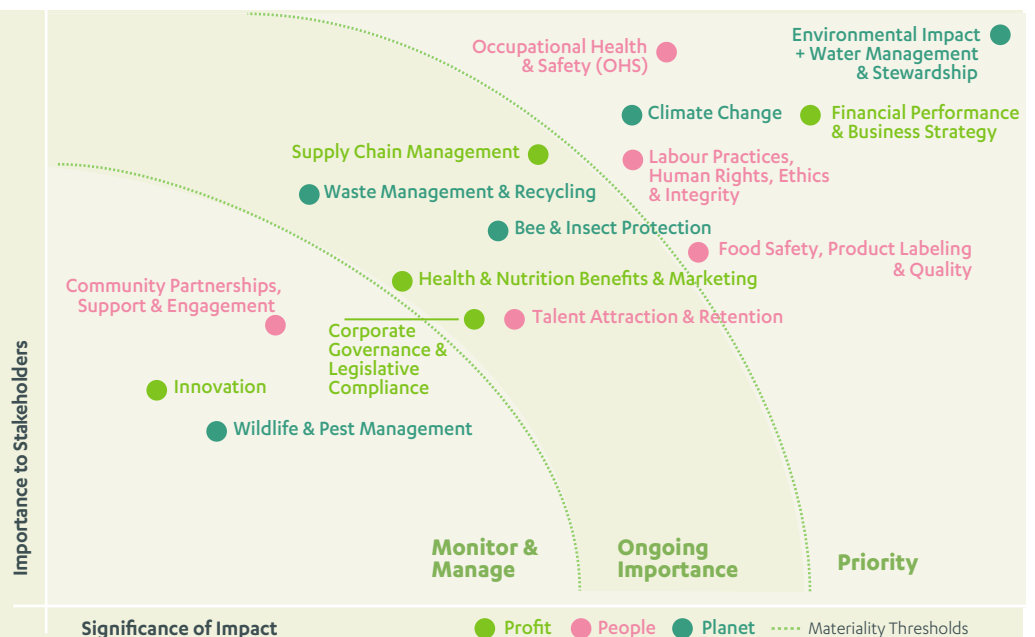 Occupational Health
& Safety (OHS)
Environmental Impact
+ Water Management
& Stewardship
Climate Change
Financial Performance
& Business Strategy
Supply Chain Management
Labour Practices,
Human Rights, Ethics
& Integrity
Waste Management & Recycling
Bee & Insect Protection
Food Safety, Product Labeling
& Quality
Health & Nutrition Benefits & Marketing
Community Partnerships,
Support & Engagement
Talent Attraction & Retention
Corporate
Governance &
Legislative
Compliance
Innovation
Wildlife & Pest Management
Importance to Stakeholders
Monitor &
Manage
Ongoing
Importance
Priority
Significance of Impact
Profit
People
Planet
Materiality Thresholds